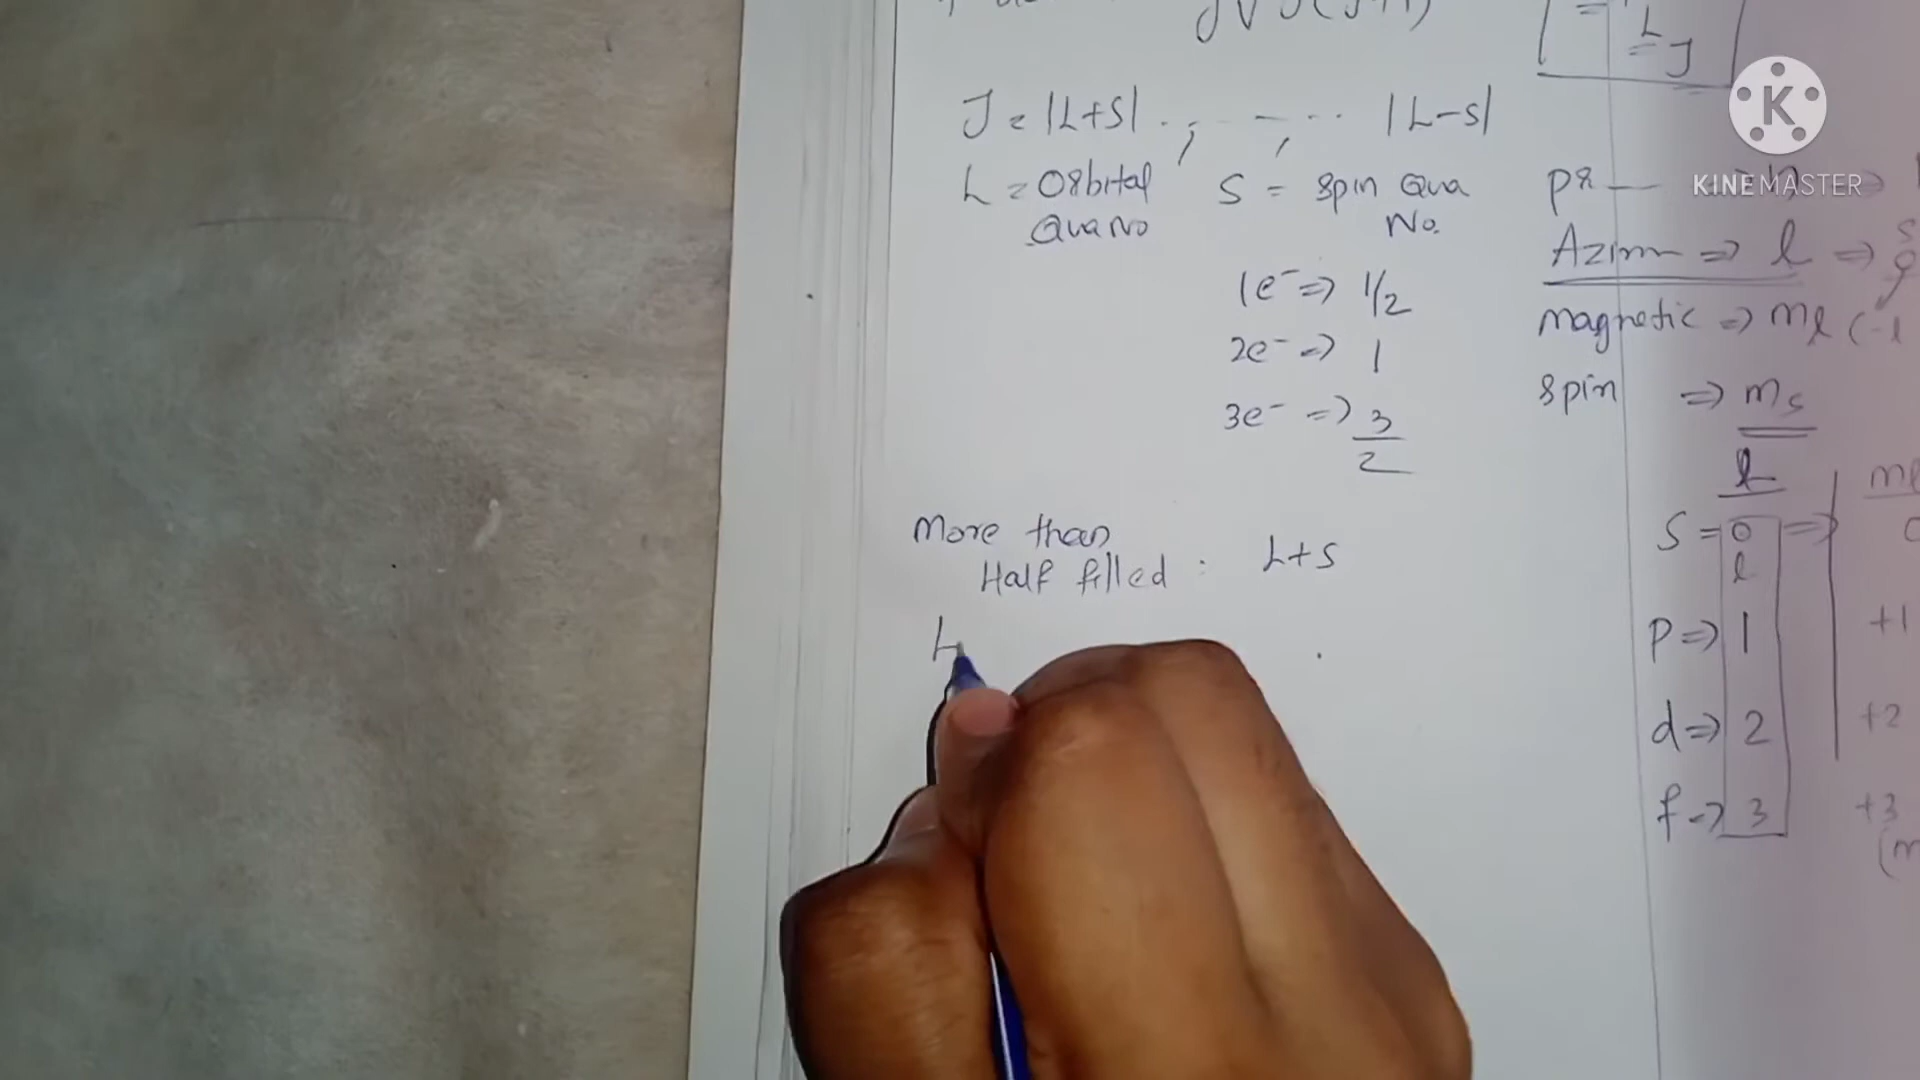 J = |L+S| . , - , . . |L-S|
L = Orbital
Qua No
S = spin Qua
No.
1e⁻ => 1/2
2e⁻ => 1
3e⁻ => 3/2
More than
Half filled : L+S
L
L
J
K
KINEMASTER
Azim => l =>
magnetic => ml (-l
spin => ms
l
ml
S = 0 =>
l
p => 1
+1
d => 2
+2
f => 3
+3